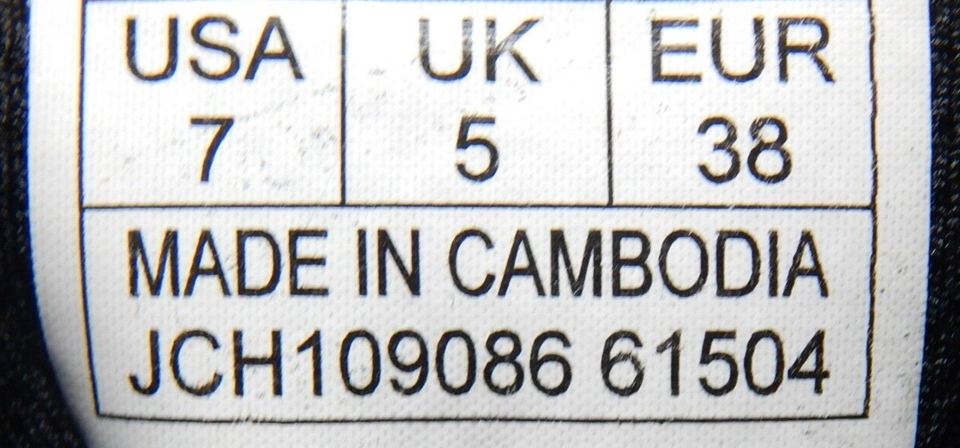 USA UK EUR
7 5 38
MADE IN CAMBODIA
JCH109086 61504